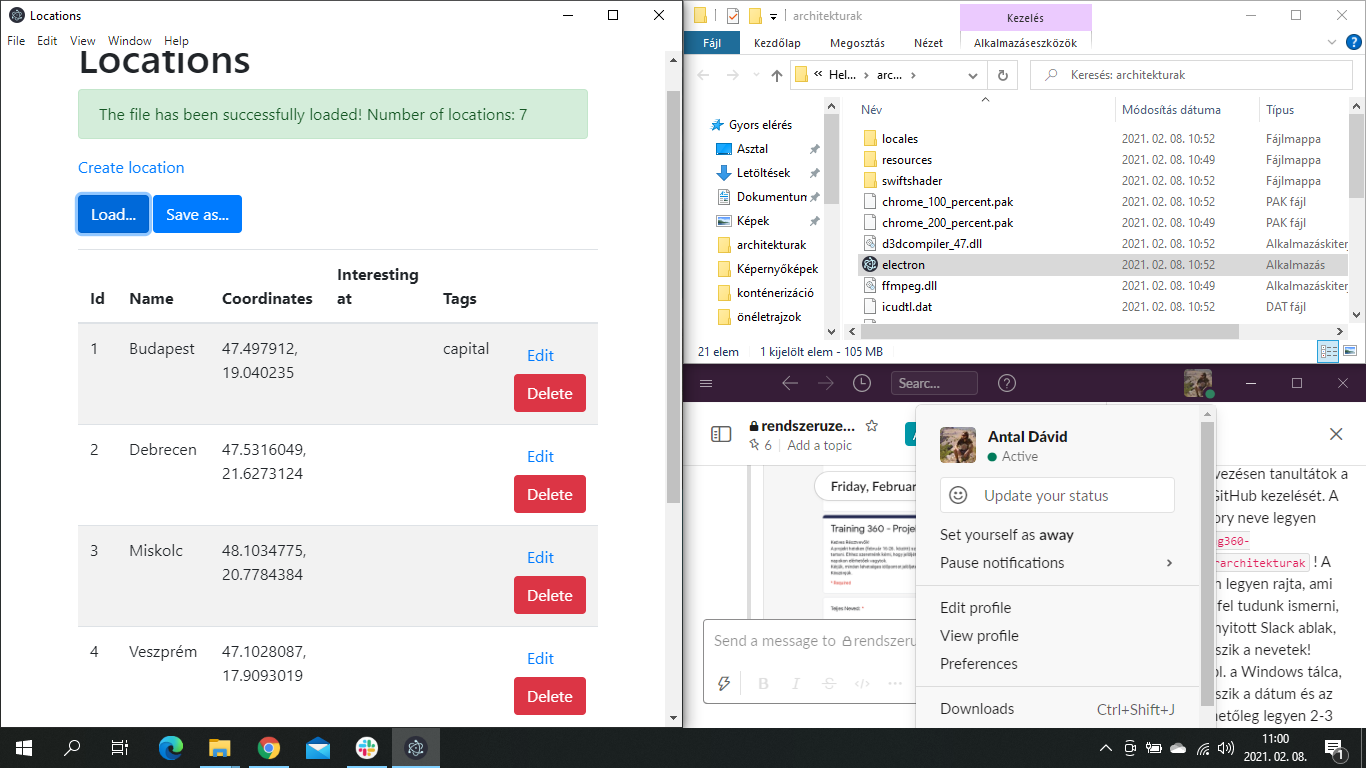 Locations
File Edit View Window Help
Locations
The file has been successfully loaded! Number of locations: 7
Create location
Load... Save as...
Id Name Coordinates Interesting at Tags
1 Budapest 47.497912, 19.040235 capital Edit
Delete
2 Debrecen 47.5316049, 21.6273124 Edit
Delete
3 Miskolc 48.1034775, 20.7784384 Edit
Delete
4 Veszprém 47.1028087, 17.9093019 Edit
Delete
architekturak
Kezelés
Fájl Kezdőlap Megosztás Nézet Alkalmazáseszközök
« Hel... › arc... › Keresés: architekturak
Gyors elérés
Asztal
Letöltések
Dokumentum
Képek
architekturak
Képernyőképek
konténerizáció
önéletrajzok
Név Módosítás dátuma Típus
locales 2021. 02. 08. 10:52 Fájlmappa
resources 2021. 02. 08. 10:49 Fájlmappa
swiftshader 2021. 02. 08. 10:52 Fájlmappa
chrome_100_percent.pak 2021. 02. 08. 10:52 PAK fájl
chrome_200_percent.pak 2021. 02. 08. 10:49 PAK fájl
d3dcompiler_47.dll 2021. 02. 08. 10:52 Alkalmazáskiter
electron 2021. 02. 08. 10:52 Alkalmazás
ffmpeg.dll 2021. 02. 08. 10:49 Alkalmazáskiter
icudtl.dat 2021. 02. 08. 10:52 DAT fájl
21 elem 1 kijelölt elem - 105 MB
Searc...
rendszeruze...
6 Add a topic
Friday, Februar
Training 360 - Projek
Teljes Neved: *
Send a message to rendszeru
B I S
Antal Dávid
Active
Update your status
Set yourself as away
Pause notifications
Edit profile
View profile
Preferences
Downloads Ctrl+Shift+J
vezésen tanultátok a
GitHub kezelését. A
ory neve legyen
g360-
rarchitekturak ! A
n legyen rajta, ami
fel tudunk ismerni,
nyitott Slack ablak,
szik a nevetek!
ol. a Windows tálca,
szik a dátum és az
hetőleg legyen 2-3
11:00
2021. 02. 08.
1